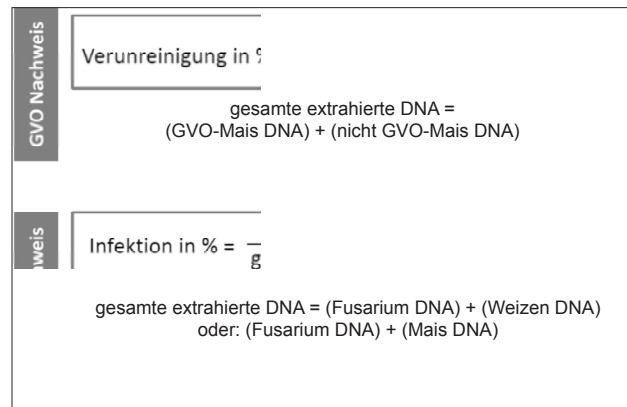 GVO Nachweis
Verunreinigung in %
gesamte extrahierte DNA =
(GVO-Mais DNA) + (nicht GVO-Mais DNA)
Infektion in % =
gesamte extrahierte DNA = (Fusarium DNA) + (Weizen DNA)
oder: (Fusarium DNA) + (Mais DNA)